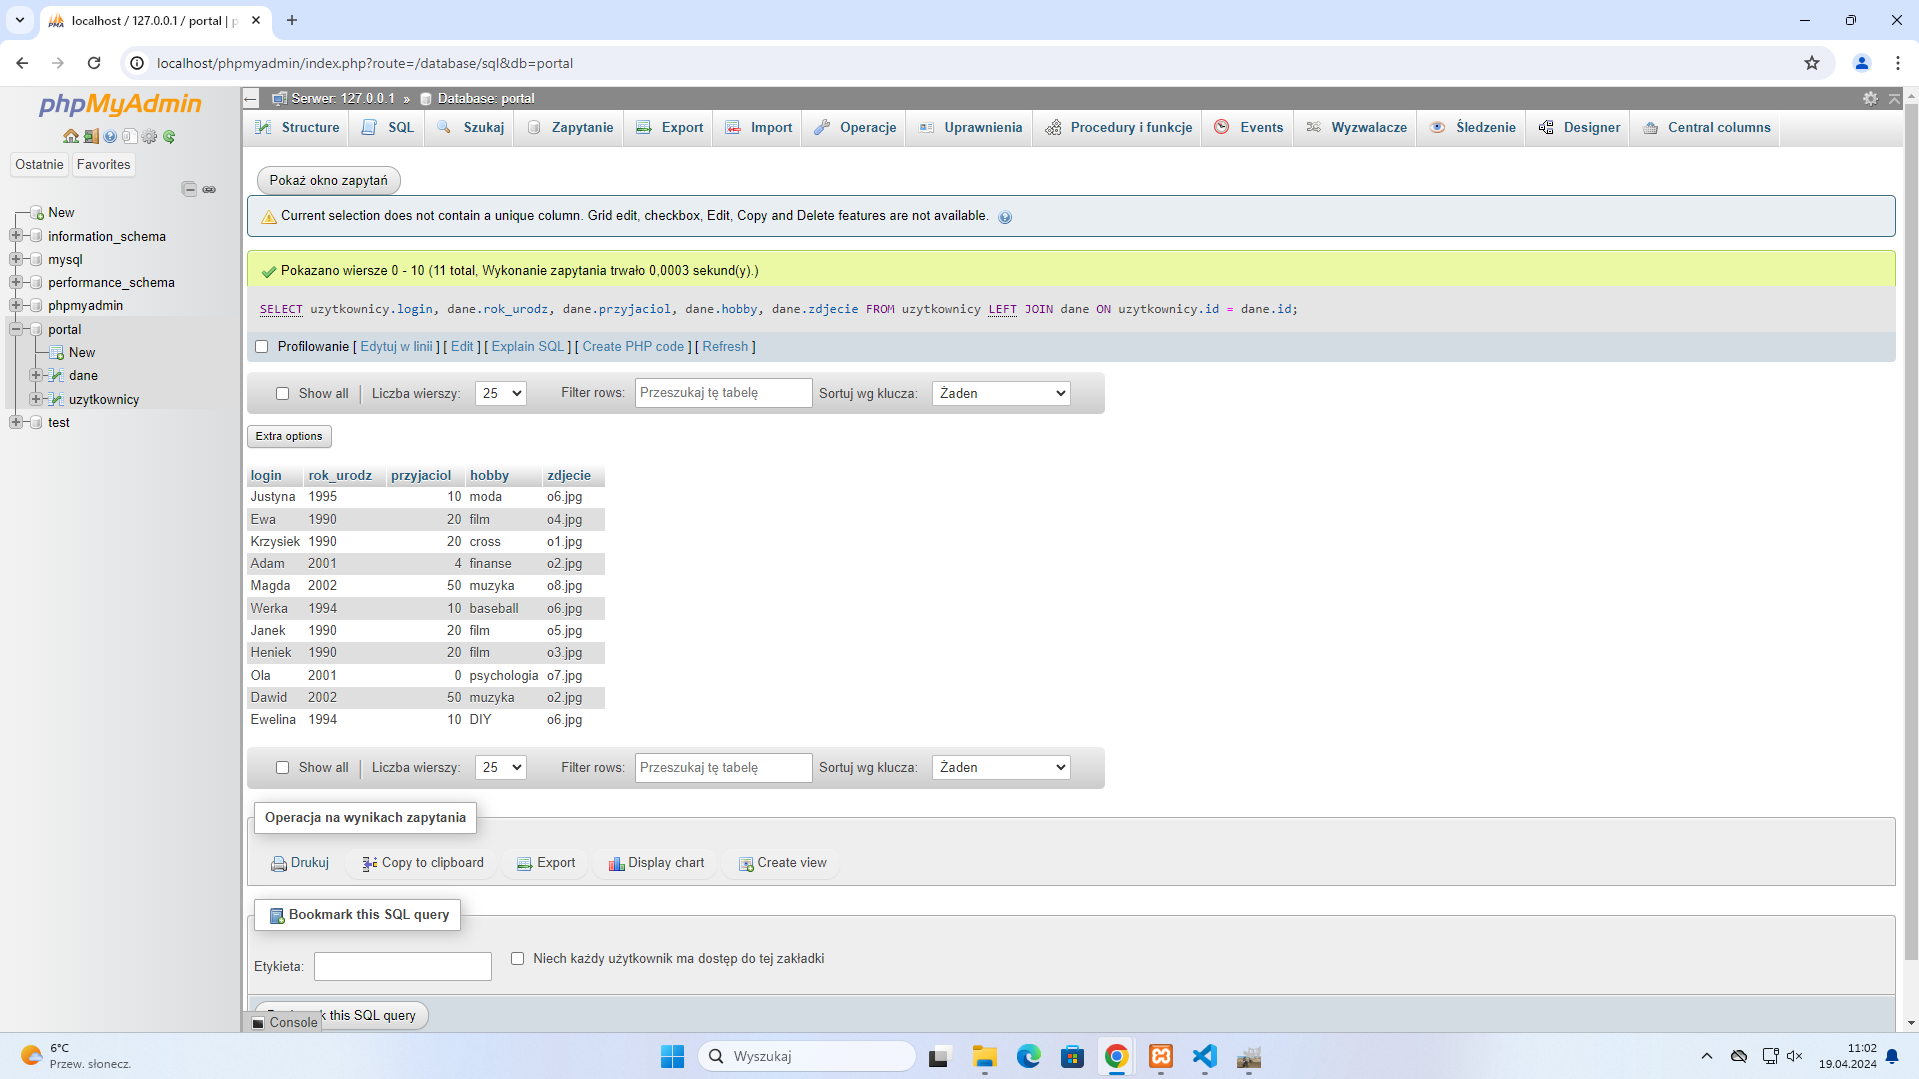 localhost / 127.0.0.1 / portal | p
localhost/phpmyadmin/index.php?route=/database/sql&db=portal
phpMyAdmin
Ostatnie Favorites
New
information_schema
mysql
performance_schema
phpmyadmin
portal
New
dane
uzytkownicy
test
Serwer: 127.0.0.1 » Database: portal
Structure SQL Szukaj Zapytanie Export Import Operacje Uprawnienia Procedury i funkcje Events Wyzwalacze Śledzenie Designer Central columns
Pokaż okno zapytań
Current selection does not contain a unique column. Grid edit, checkbox, Edit, Copy and Delete features are not available.
Pokazano wiersze 0 - 10 (11 total, Wykonanie zapytania trwało 0,0003 sekund(y).)
SELECT uzytkownicy.login, dane.rok_urodz, dane.przyjaciol, dane.hobby, dane.zdjecie FROM uzytkownicy LEFT JOIN dane ON uzytkownicy.id = dane.id;
Profilowanie [ Edytuj w linii ] [ Edit ] [ Explain SQL ] [ Create PHP code ] [ Refresh ]
Show all | Liczba wierszy: 25 Filter rows: Przeszukaj tę tabelę Sortuj wg klucza: Żaden
Extra options
login rok_urodz przyjaciol hobby zdjecie
Justyna 1995 10 moda o6.jpg
Ewa 1990 20 film o4.jpg
Krzysiek 1990 20 cross o1.jpg
Adam 2001 4 finanse o2.jpg
Magda 2002 50 muzyka o8.jpg
Werka 1994 10 baseball o6.jpg
Janek 1990 20 film o5.jpg
Heniek 1990 20 film o3.jpg
Ola 2001 0 psychologia o7.jpg
Dawid 2002 50 muzyka o2.jpg
Ewelina 1994 10 DIY o6.jpg
Show all | Liczba wierszy: 25 Filter rows: Przeszukaj tę tabelę Sortuj wg klucza: Żaden
Operacja na wynikach zapytania
Drukuj Copy to clipboard Export Display chart Create view
Bookmark this SQL query
Etykieta: Niech każdy użytkownik ma dostęp do tej zakładki
this SQL query
Console
6°C
Przew. słonecz.
Wyszukaj
11:02
19.04.2024